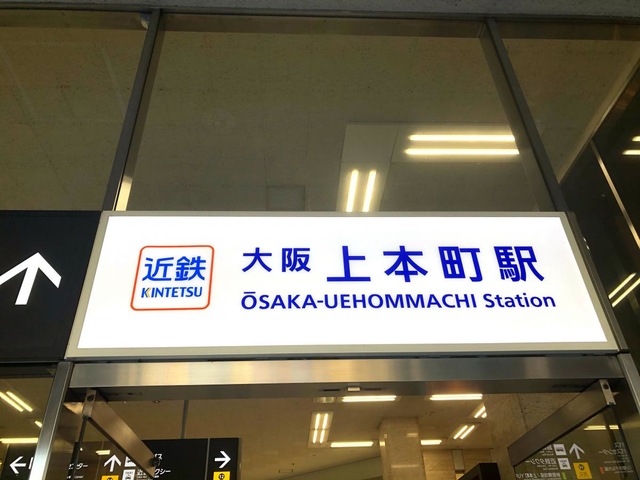 近鉄
KINTETSU
大阪 上本町駅
ŌSAKA-UEHOMMACHI Station